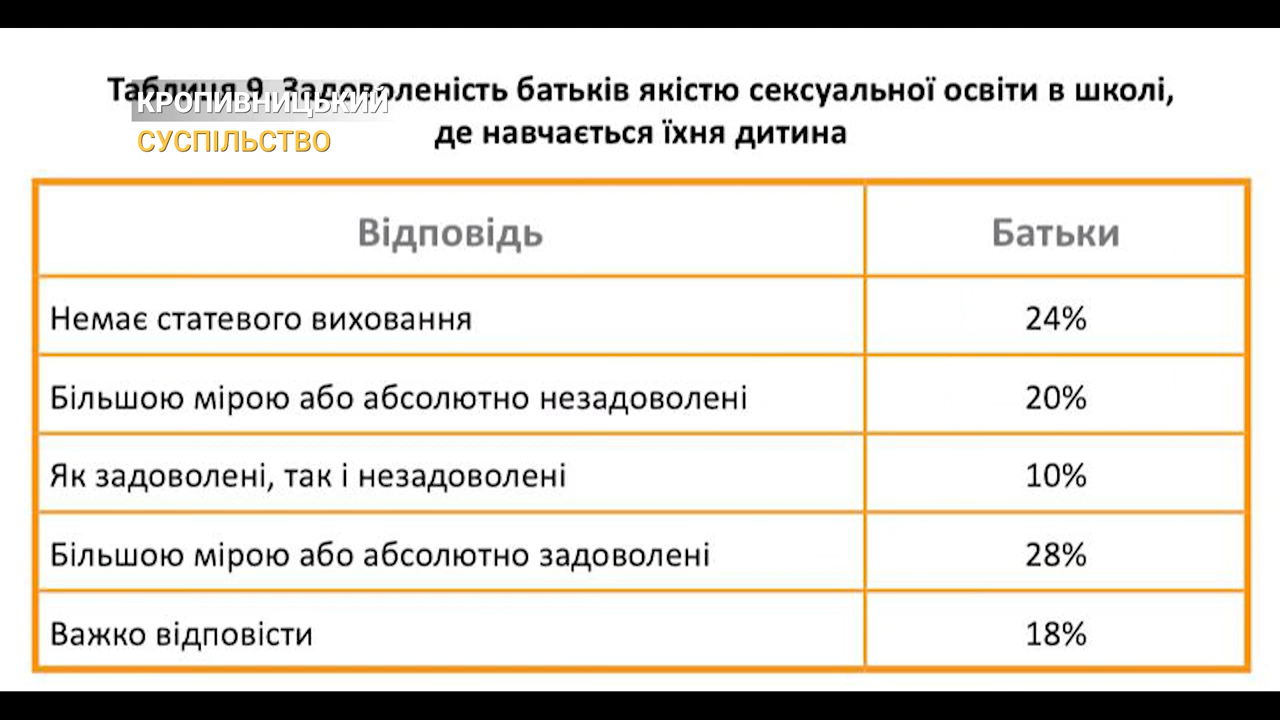 Таблиця 9. Задоволеність батьків якістю сексуальної освіти в школі,
де навчається їхня дитина
КРОПИВНИЦЬКИЙ
СУСПІЛЬСТВО
Відповідь Батьки
Немає статевого виховання 24%
Більшою мірою або абсолютно незадоволені 20%
Як задоволені, так і незадоволені 10%
Більшою мірою або абсолютно задоволені 28%
Важко відповісти 18%